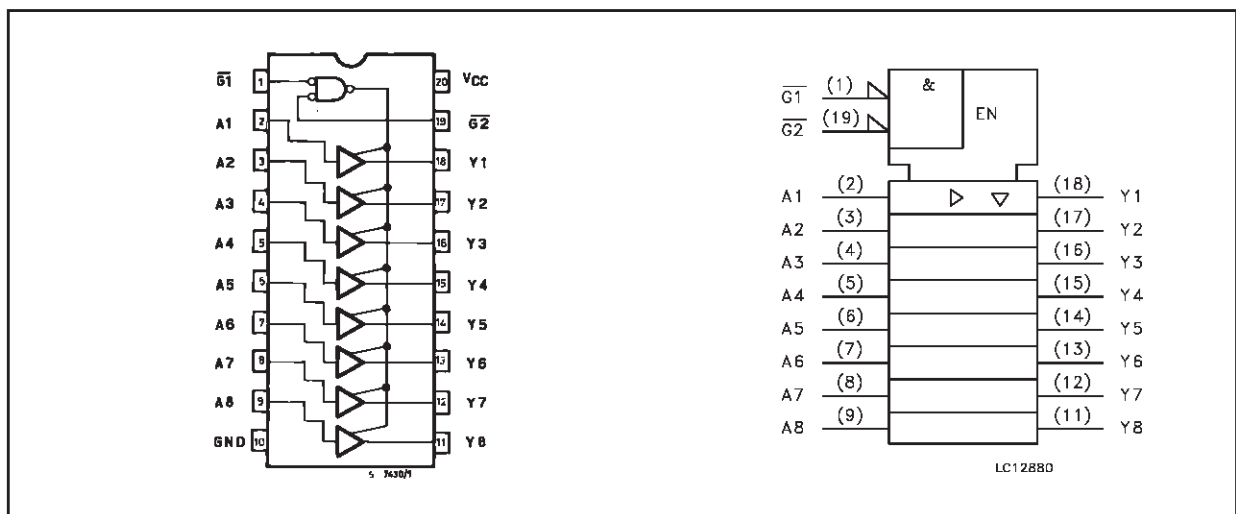 G1 1 20 VCC
A1 2 19 G2
A2 3 18 Y1
A3 4 17 Y2
A4 5 16 Y3
A5 6 15 Y4
A6 7 14 Y5
A7 8 13 Y6
A8 9 12 Y7
GND 10 11 Y8
S 7430/1
G1 (1) &
G2 (19) EN
A1 (2) (18) Y1
A2 (3) (17) Y2
A3 (4) (16) Y3
A4 (5) (15) Y4
A5 (6) (14) Y5
A6 (7) (13) Y6
A7 (8) (12) Y7
A8 (9) (11) Y8
LC12880